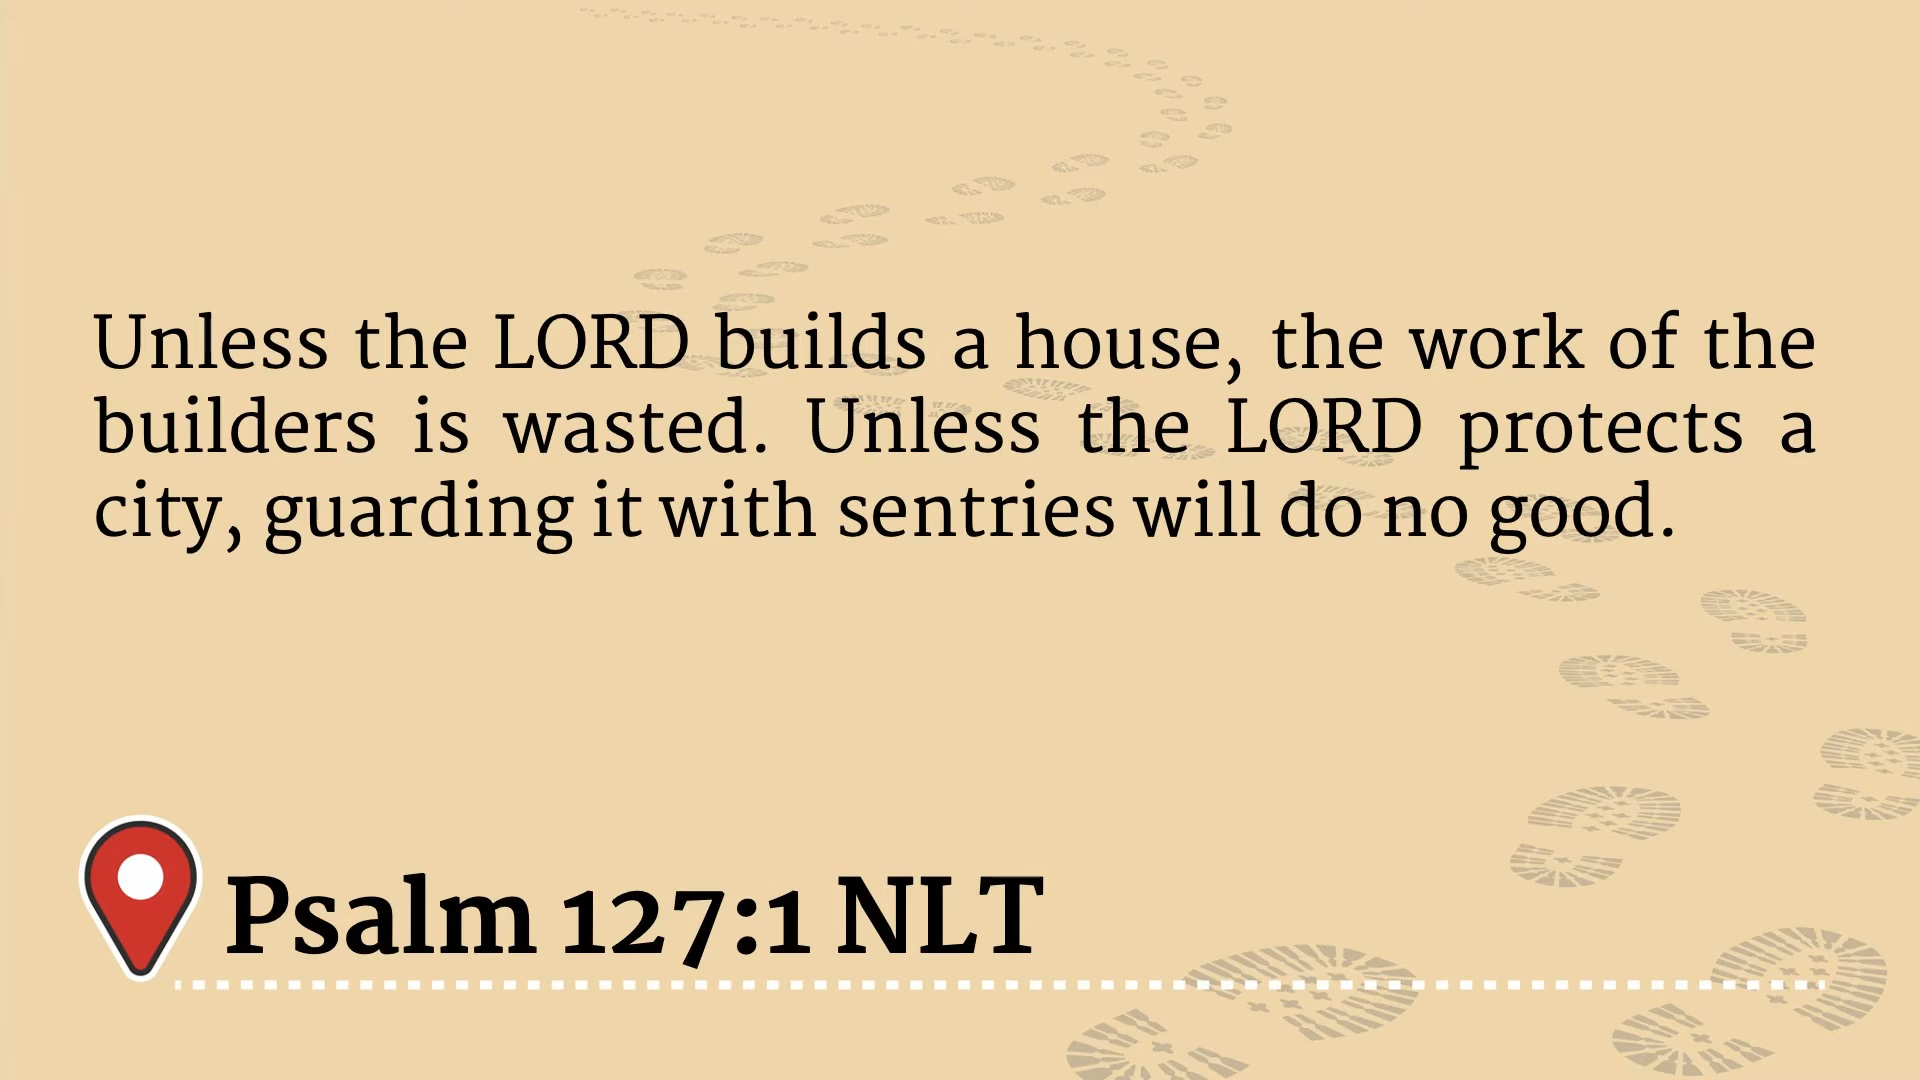 Unless the LORD builds a house, the work of the
builders is wasted. Unless the LORD protects a
city, guarding it with sentries will do no good.
Psalm 127:1 NLT